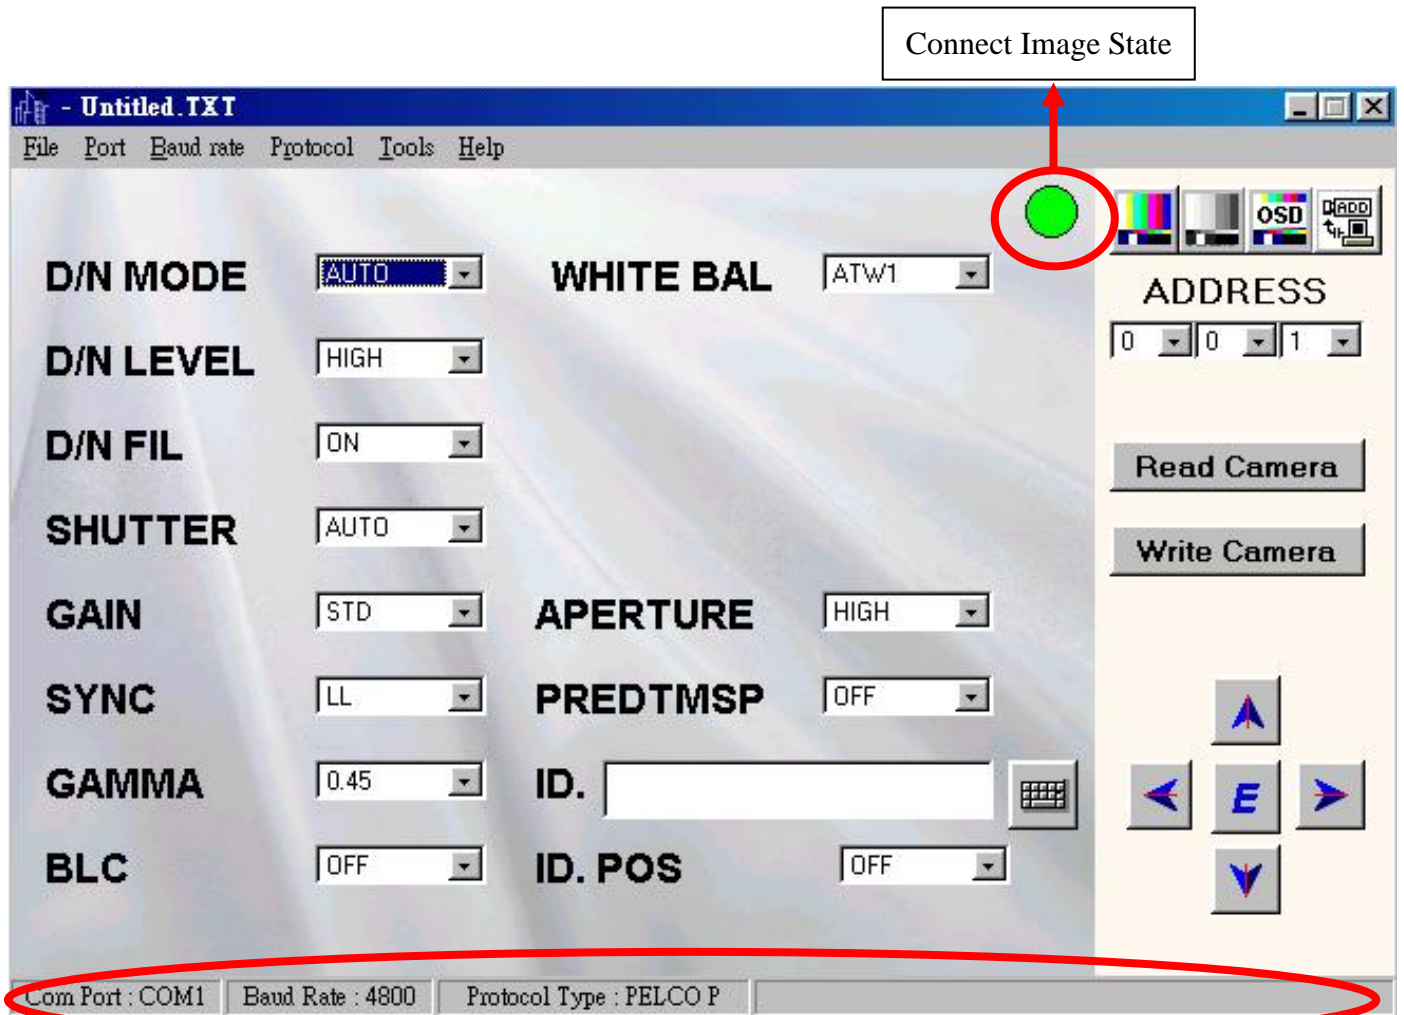 Connect Image State
- Untitled.TXT
File Port Baud rate Protocol Tools Help
OSD
ADD
D/N MODE AUTO WHITE BAL ATW1
ADDRESS
0 0 1
D/N LEVEL HIGH
D/N FIL ON
Read Camera
SHUTTER AUTO
Write Camera
GAIN STD APERTURE HIGH
SYNC LL PREDTMSP OFF
GAMMA 0.45 ID.
E
BLC OFF ID. POS OFF
Com Port : COM1 Baud Rate : 4800 Protocol Type : PELCO P